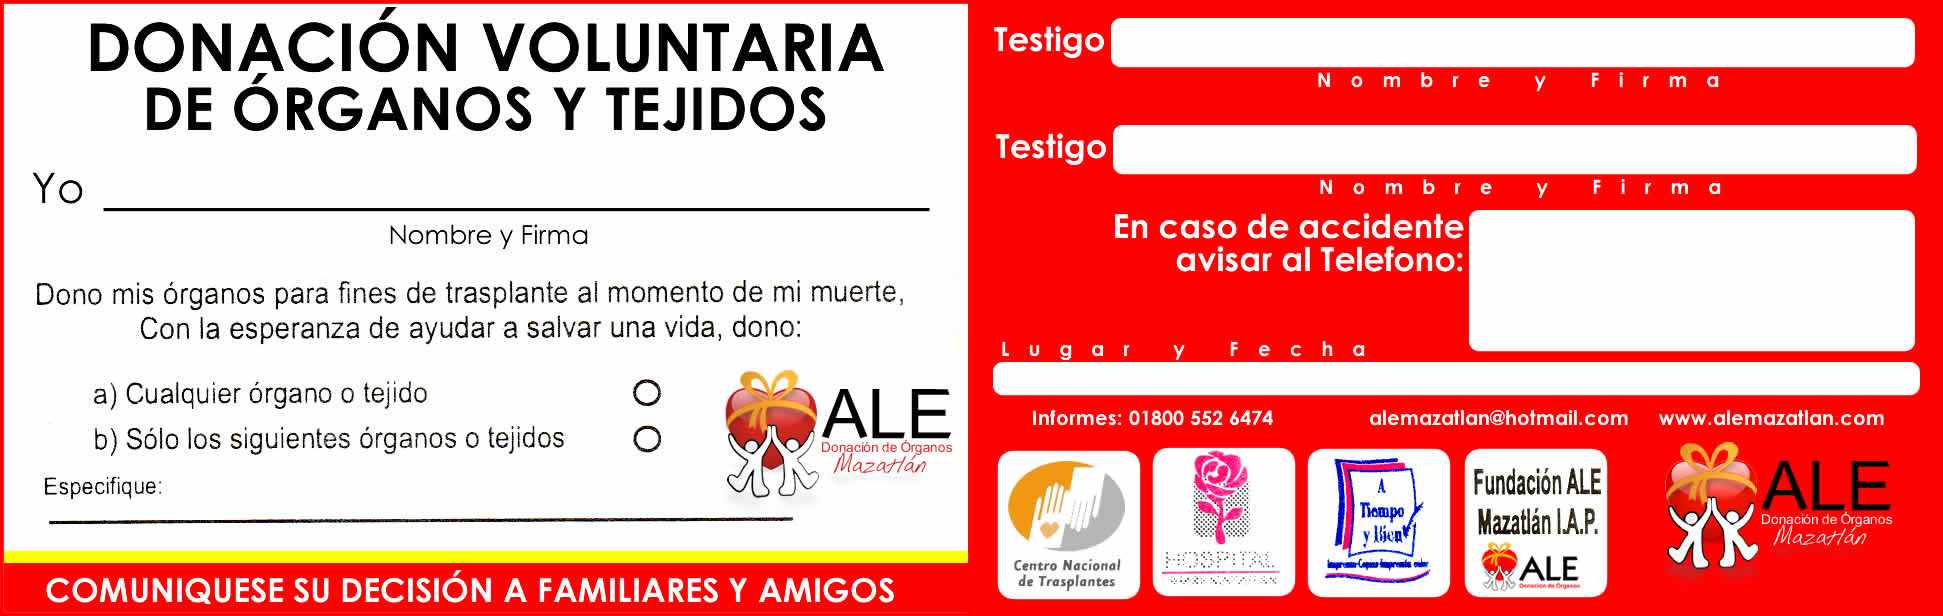 DONACIÓN VOLUNTARIA
DE ÓRGANOS Y TEJIDOS
Yo
Nombre y Firma
Dono mis órganos para fines de trasplante al momento de mi muerte,
Con la esperanza de ayudar a salvar una vida, dono:
a) Cualquier órgano o tejido
b) Sólo los siguientes órganos o tejidos
Especifique:
ALE
Donación de Órganos
Mazatlán
COMUNIQUESE SU DECISIÓN A FAMILIARES Y AMIGOS
Testigo
Nombre y Firma
Testigo
Nombre y Firma
En caso de accidente
avisar al Telefono:
Lugar y Fecha
Informes: 01800 552 6474 alemazatlan@hotmail.com www.alemazatlan.com
Centro Nacional
de Trasplantes
HOSPITAL
A
Tiempo
y Bien
Fundación ALE
Mazatlán I.A.P.
ALE
Donación de Órganos
ALE
Donación de Órganos
Mazatlán